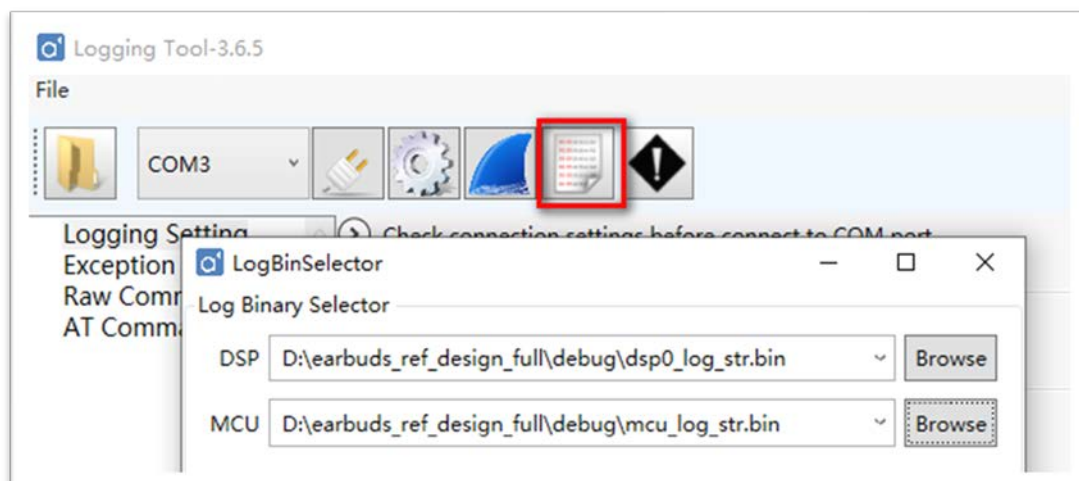 Logging Tool-3.6.5
File
COM3
Logging Setting
Check connection settings before connect to COM port
Exception
LogBinSelector
Raw Comm
Log Binary Selector
AT Comma
DSP D:\earbuds_ref_design_full\debug\dsp0_log_str.bin Browse
MCU D:\earbuds_ref_design_full\debug\mcu_log_str.bin Browse